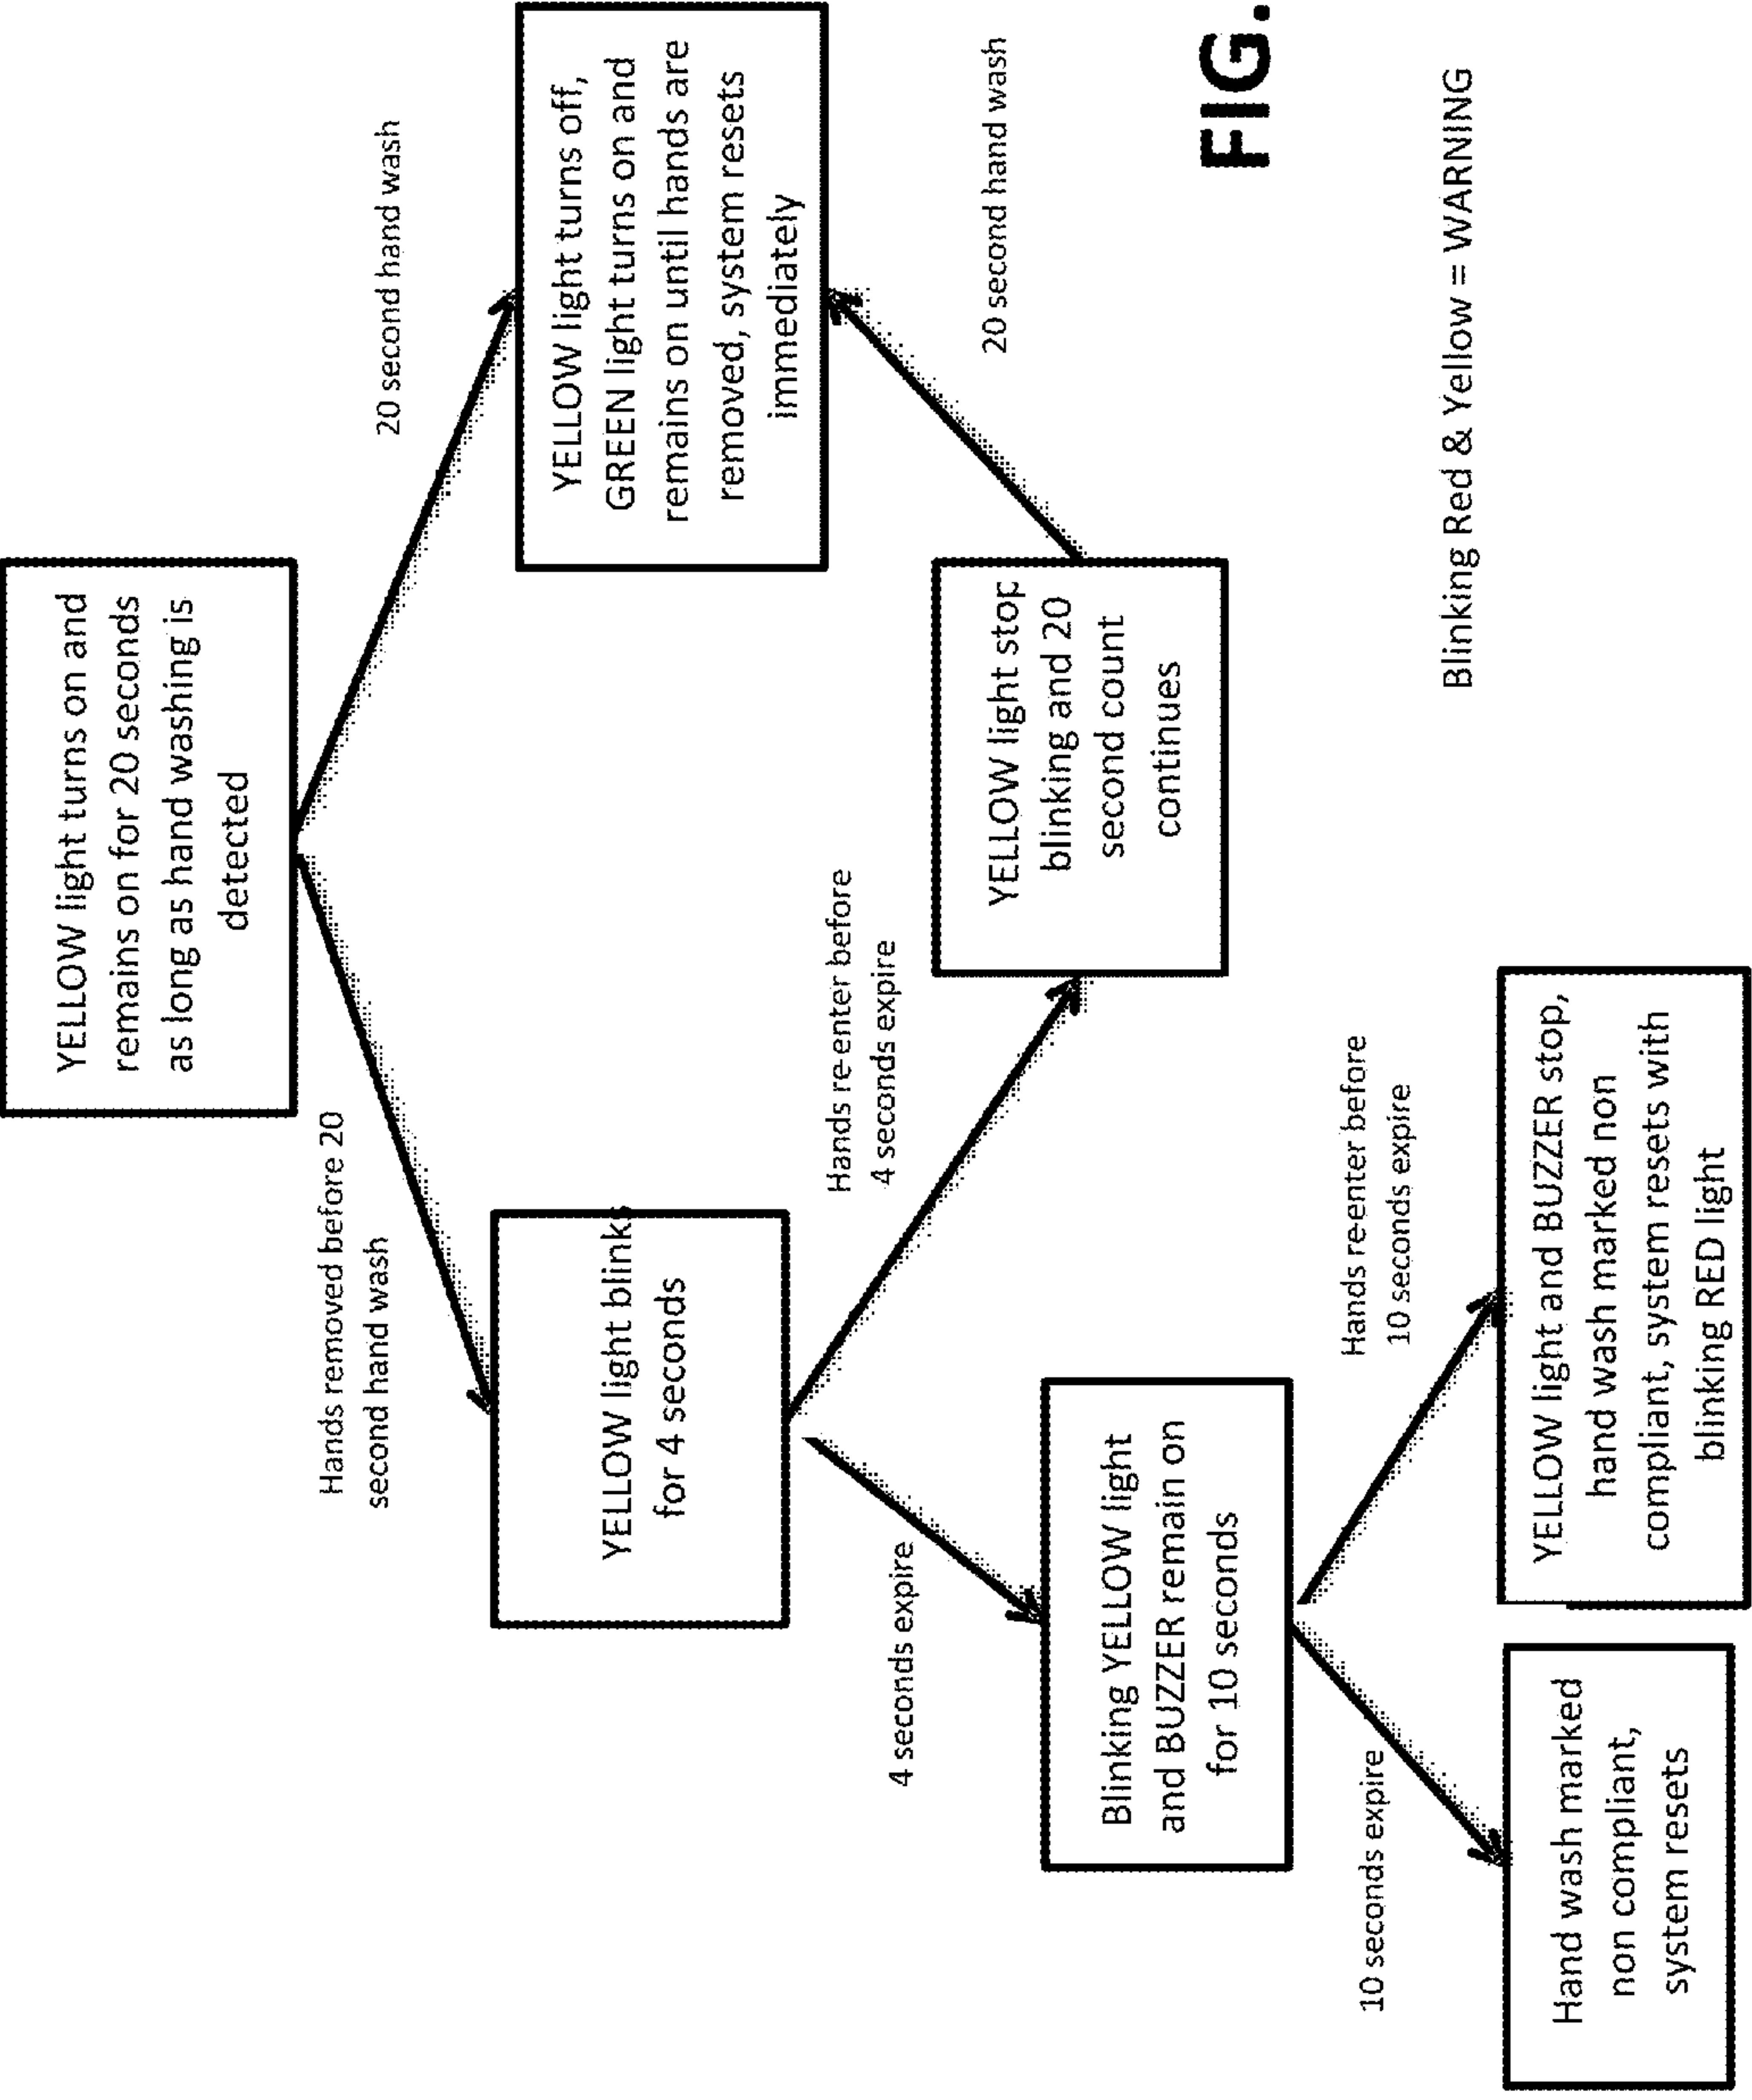 YELLOW light turns on and
remains on for 20 seconds
as long as hand washing is
detected
Hands removed before 20
second hand wash
20 second hand wash
YELLOW light blinks
for 4 seconds
YELLOW light turns off,
GREEN light turns on and
remains on until hands are
removed, system resets
immediately
Hands re-enter before
4 seconds expire
4 seconds expire
YELLOW light stop
blinking and 20
second count
continues
20 second hand wash
Blinking YELLOW light
and BUZZER remain on
for 10 seconds
FIG.
Hands re-enter before
10 seconds expire
10 seconds expire
Blinking Red & Yellow = WARNING
Hand wash marked
non compliant,
system resets
YELLOW light and BUZZER stop,
hand wash marked non
compliant, system resets with
blinking RED light